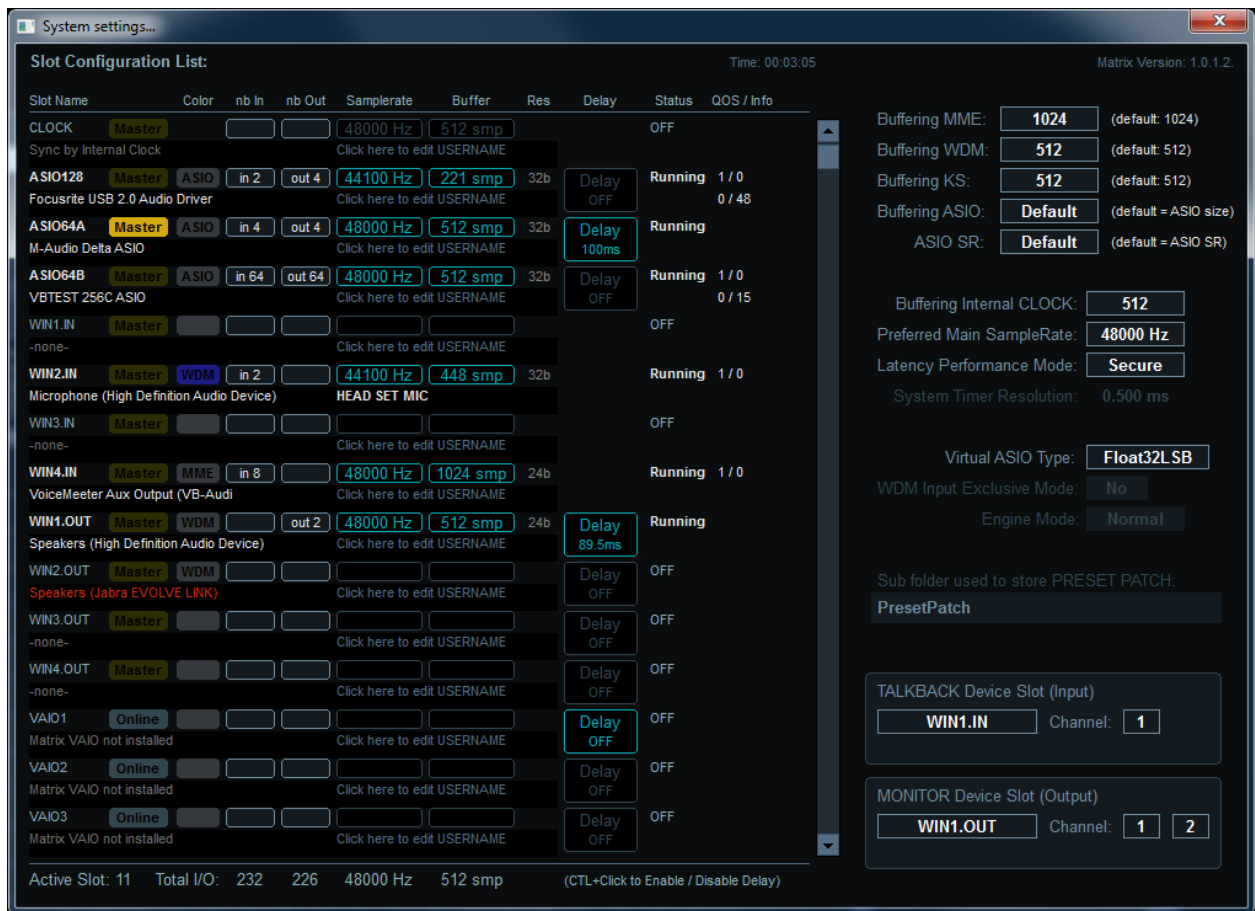 System settings...
Slot Configuration List:
Time: 00:03:05
Matrix Version: 1.0.1.2.
Slot Name Color nb In nb Out Samplerate Buffer Res Delay Status QOS / Info
CLOCK Master 48000 Hz 512 smp OFF
Sync by Internal Clock Click here to edit USERNAME
ASIO128 Master ASIO in 2 out 4 44100 Hz 221 smp 32b Delay OFF Running 1 / 0
Focusrite USB 2.0 Audio Driver Click here to edit USERNAME 0 / 48
ASIO64A Master ASIO in 4 out 4 48000 Hz 512 smp 32b Delay 100ms Running
M-Audio Delta ASIO Click here to edit USERNAME
ASIO64B Master ASIO in 64 out 64 48000 Hz 512 smp 32b Delay OFF Running 1 / 0
VBTEST 256C ASIO Click here to edit USERNAME 0 / 15
WIN1.IN Master OFF
-none- Click here to edit USERNAME
WIN2.IN Master WDM in 2 44100 Hz 448 smp 32b Running 1 / 0
Microphone (High Definition Audio Device) HEAD SET MIC
WIN3.IN Master OFF
-none- Click here to edit USERNAME
WIN4.IN Master MME in 8 48000 Hz 1024 smp 24b Running 1 / 0
VoiceMeeter Aux Output (VB-Audi Click here to edit USERNAME
WIN1.OUT Master WDM out 2 48000 Hz 512 smp 24b Delay 89.5ms Running
Speakers (High Definition Audio Device) Click here to edit USERNAME
WIN2.OUT Master WDM Delay OFF OFF
Speakers (Jabra EVOLVE LINK) Click here to edit USERNAME
WIN3.OUT Master Delay OFF OFF
-none- Click here to edit USERNAME
WIN4.OUT Master Delay OFF OFF
-none- Click here to edit USERNAME
VAIO1 Online Delay OFF OFF
Matrix VAIO not installed Click here to edit USERNAME
VAIO2 Online Delay OFF OFF
Matrix VAIO not installed Click here to edit USERNAME
VAIO3 Online Delay OFF OFF
Matrix VAIO not installed Click here to edit USERNAME
Active Slot: 11 Total I/O: 232 226 48000 Hz 512 smp (CTL+Click to Enable / Disable Delay)
Buffering MME: 1024 (default: 1024)
Buffering WDM: 512 (default: 512)
Buffering KS: 512 (default: 512)
Buffering ASIO: Default (default = ASIO size)
ASIO SR: Default (default = ASIO SR)
Buffering Internal CLOCK: 512
Preferred Main SampleRate: 48000 Hz
Latency Performance Mode: Secure
System Timer Resolution: 0.500 ms
Virtual ASIO Type: Float32LSB
WDM Input Exclusive Mode: No
Engine Mode: Normal
Sub folder used to store PRESET PATCH:
PresetPatch
TALKBACK Device Slot (Input)
WIN1.IN Channel: 1
MONITOR Device Slot (Output)
WIN1.OUT Channel: 1 2